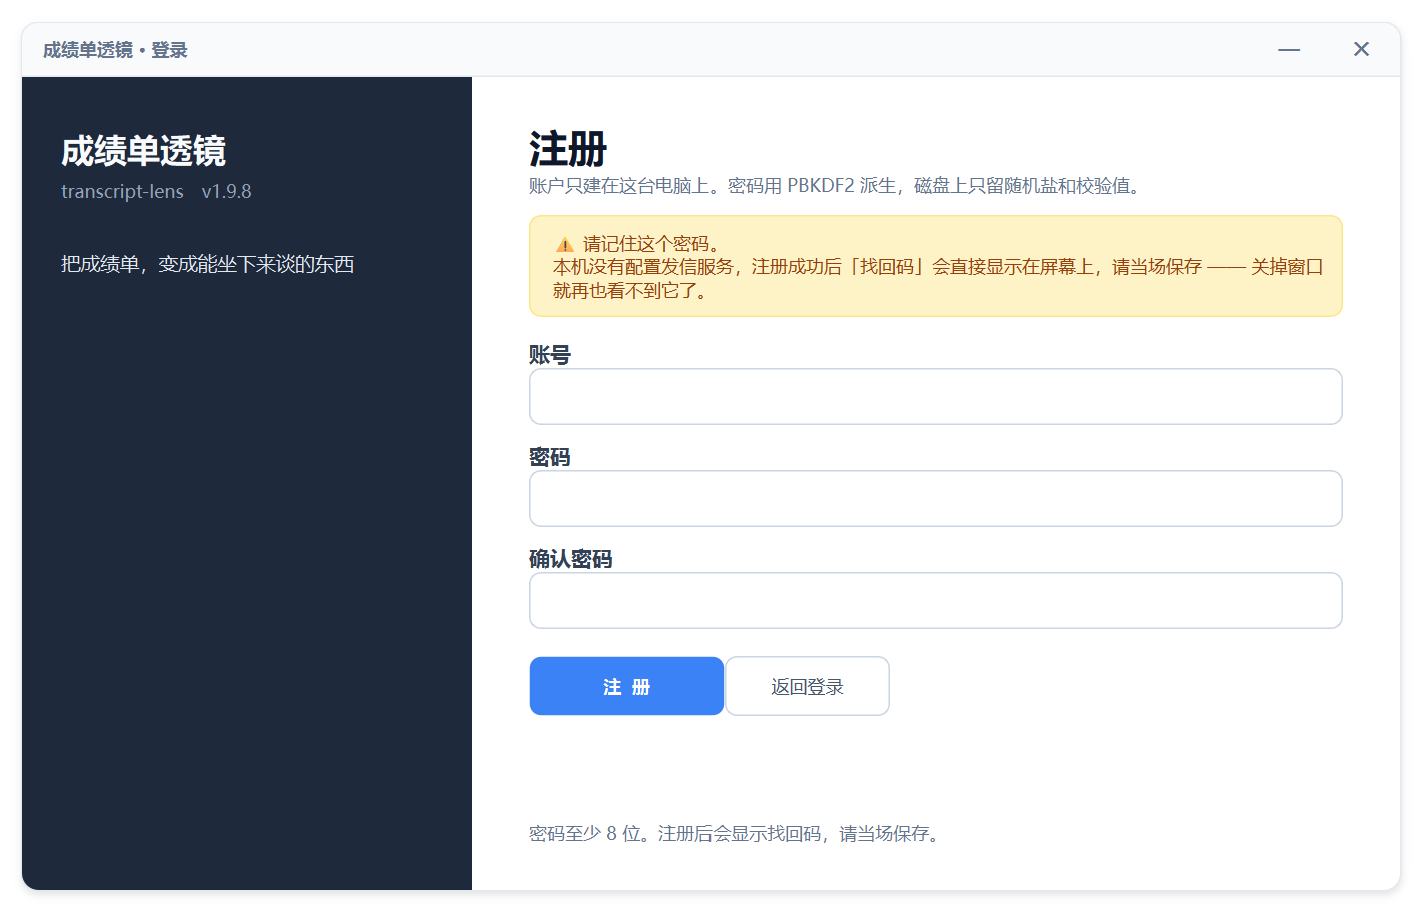 成绩单透镜·登录
成绩单透镜
transcript-lens v1.9.8
把成绩单，变成能坐下来谈的东西
注册
账户只建在这台电脑上。密码用 PBKDF2 派生，磁盘上只留随机盐和校验值。
⚠️ 请记住这个密码。
本机没有配置发信服务，注册成功后「找回码」会直接显示在屏幕上，请当场保存 —— 关掉窗口
就再也看不到它了。
账号
密码
确认密码
注 册
返回登录
密码至少 8 位。注册后会显示找回码，请当场保存。